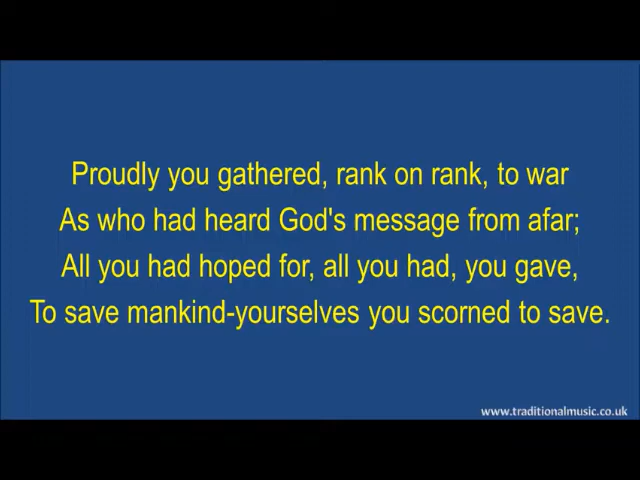 Proudly you gathered, rank on rank, to war
As who had heard God's message from afar;
All you had hoped for, all you had, you gave,
To save mankind-yourselves you scorned to save.
www.traditionalmusic.co.uk